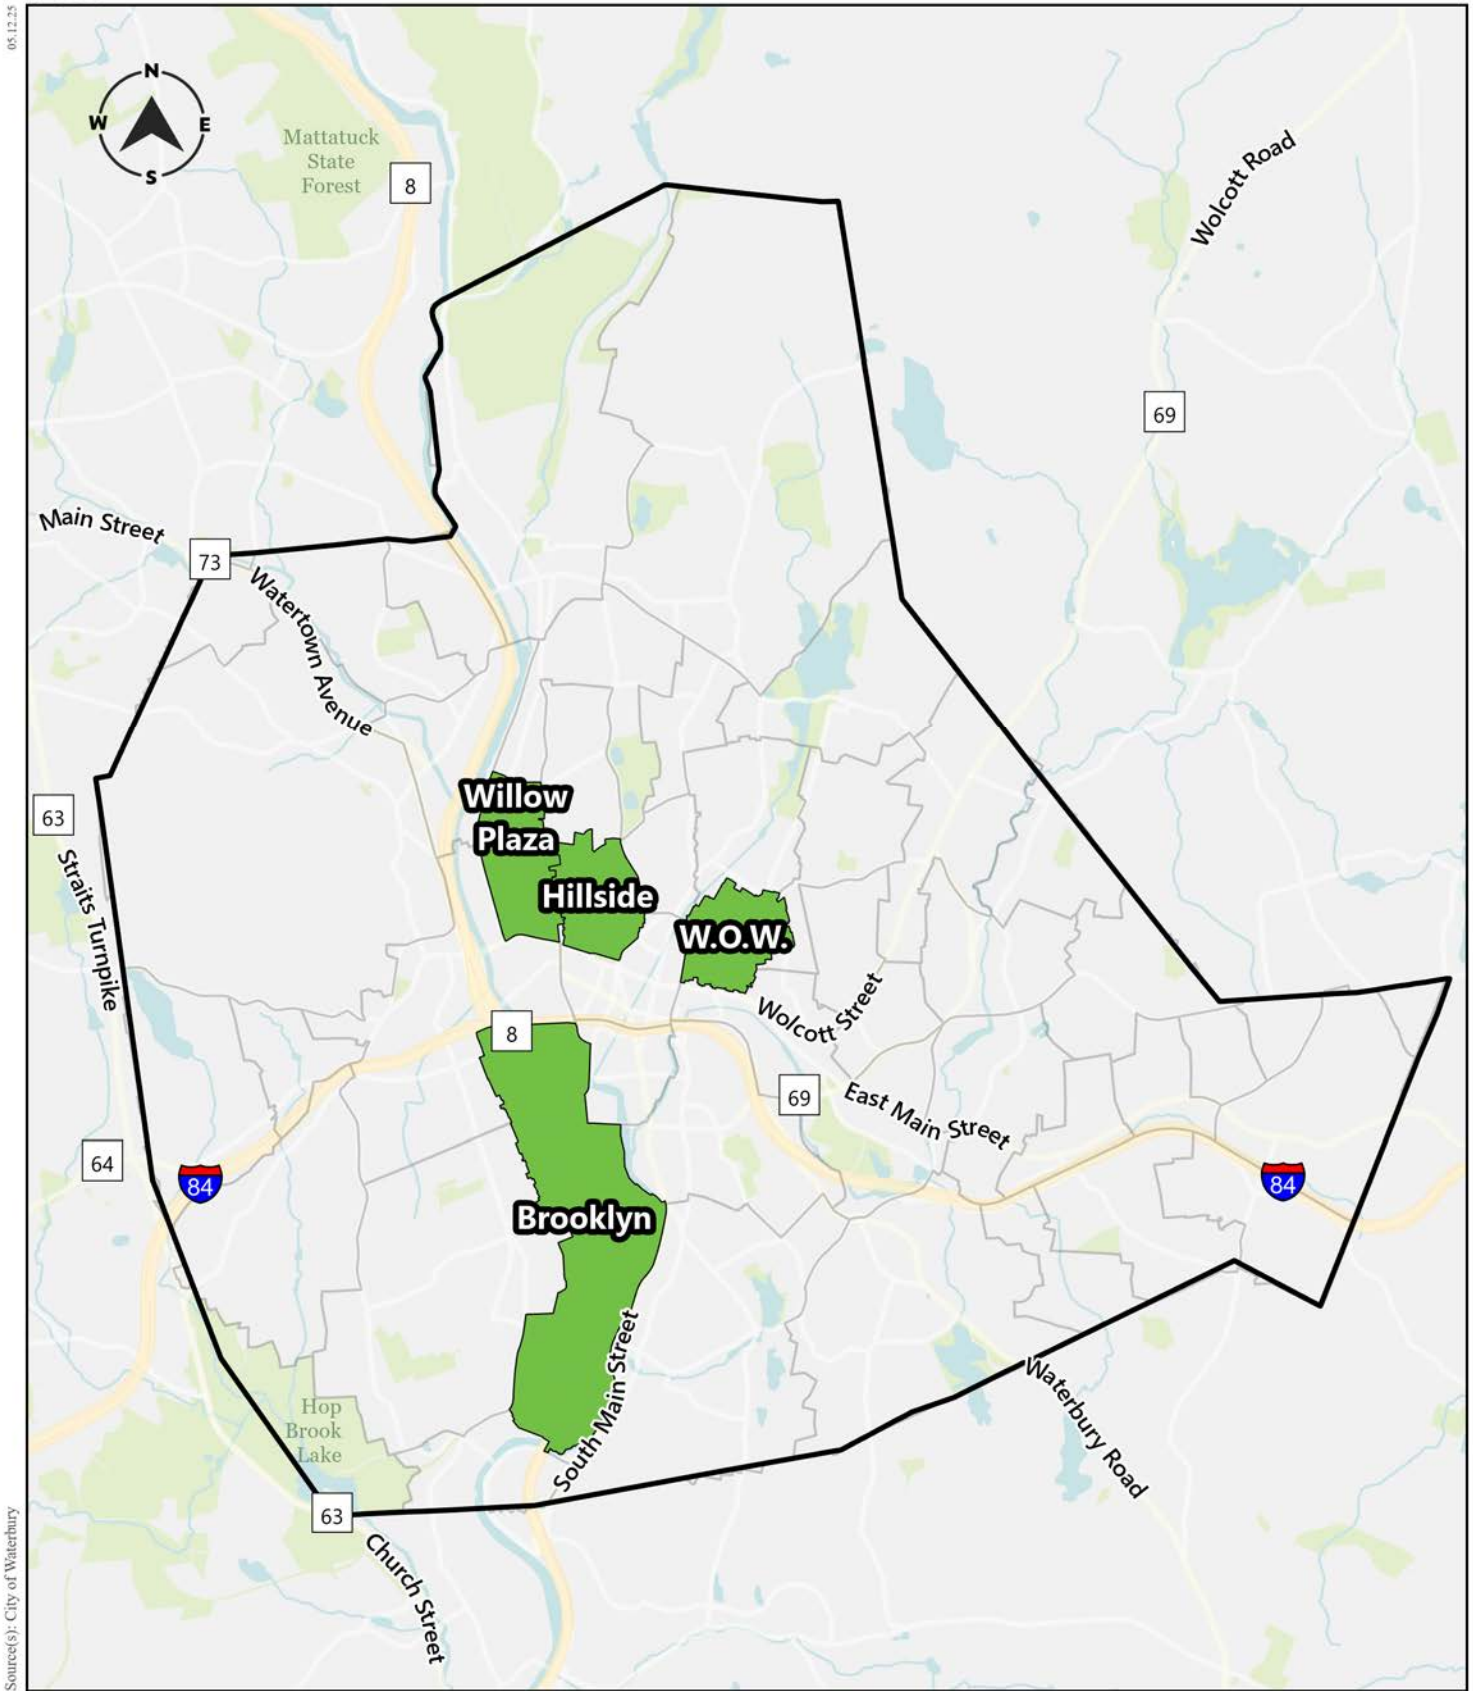 05.12.25
N
W
E
S
Mattatuck
State
Forest
8
Wolcott Road
69
Main Street
73
Watertown Avenue
63
Straits Turnpike
Willow
Plaza
Hillside
W.O.W.
Wolcott Street
8
69
East Main Street
64
84
84
Brooklyn
South Main Street
Waterbury Road
Hop
Brook
Lake
63
Church Street
Source(s): City of Waterbury